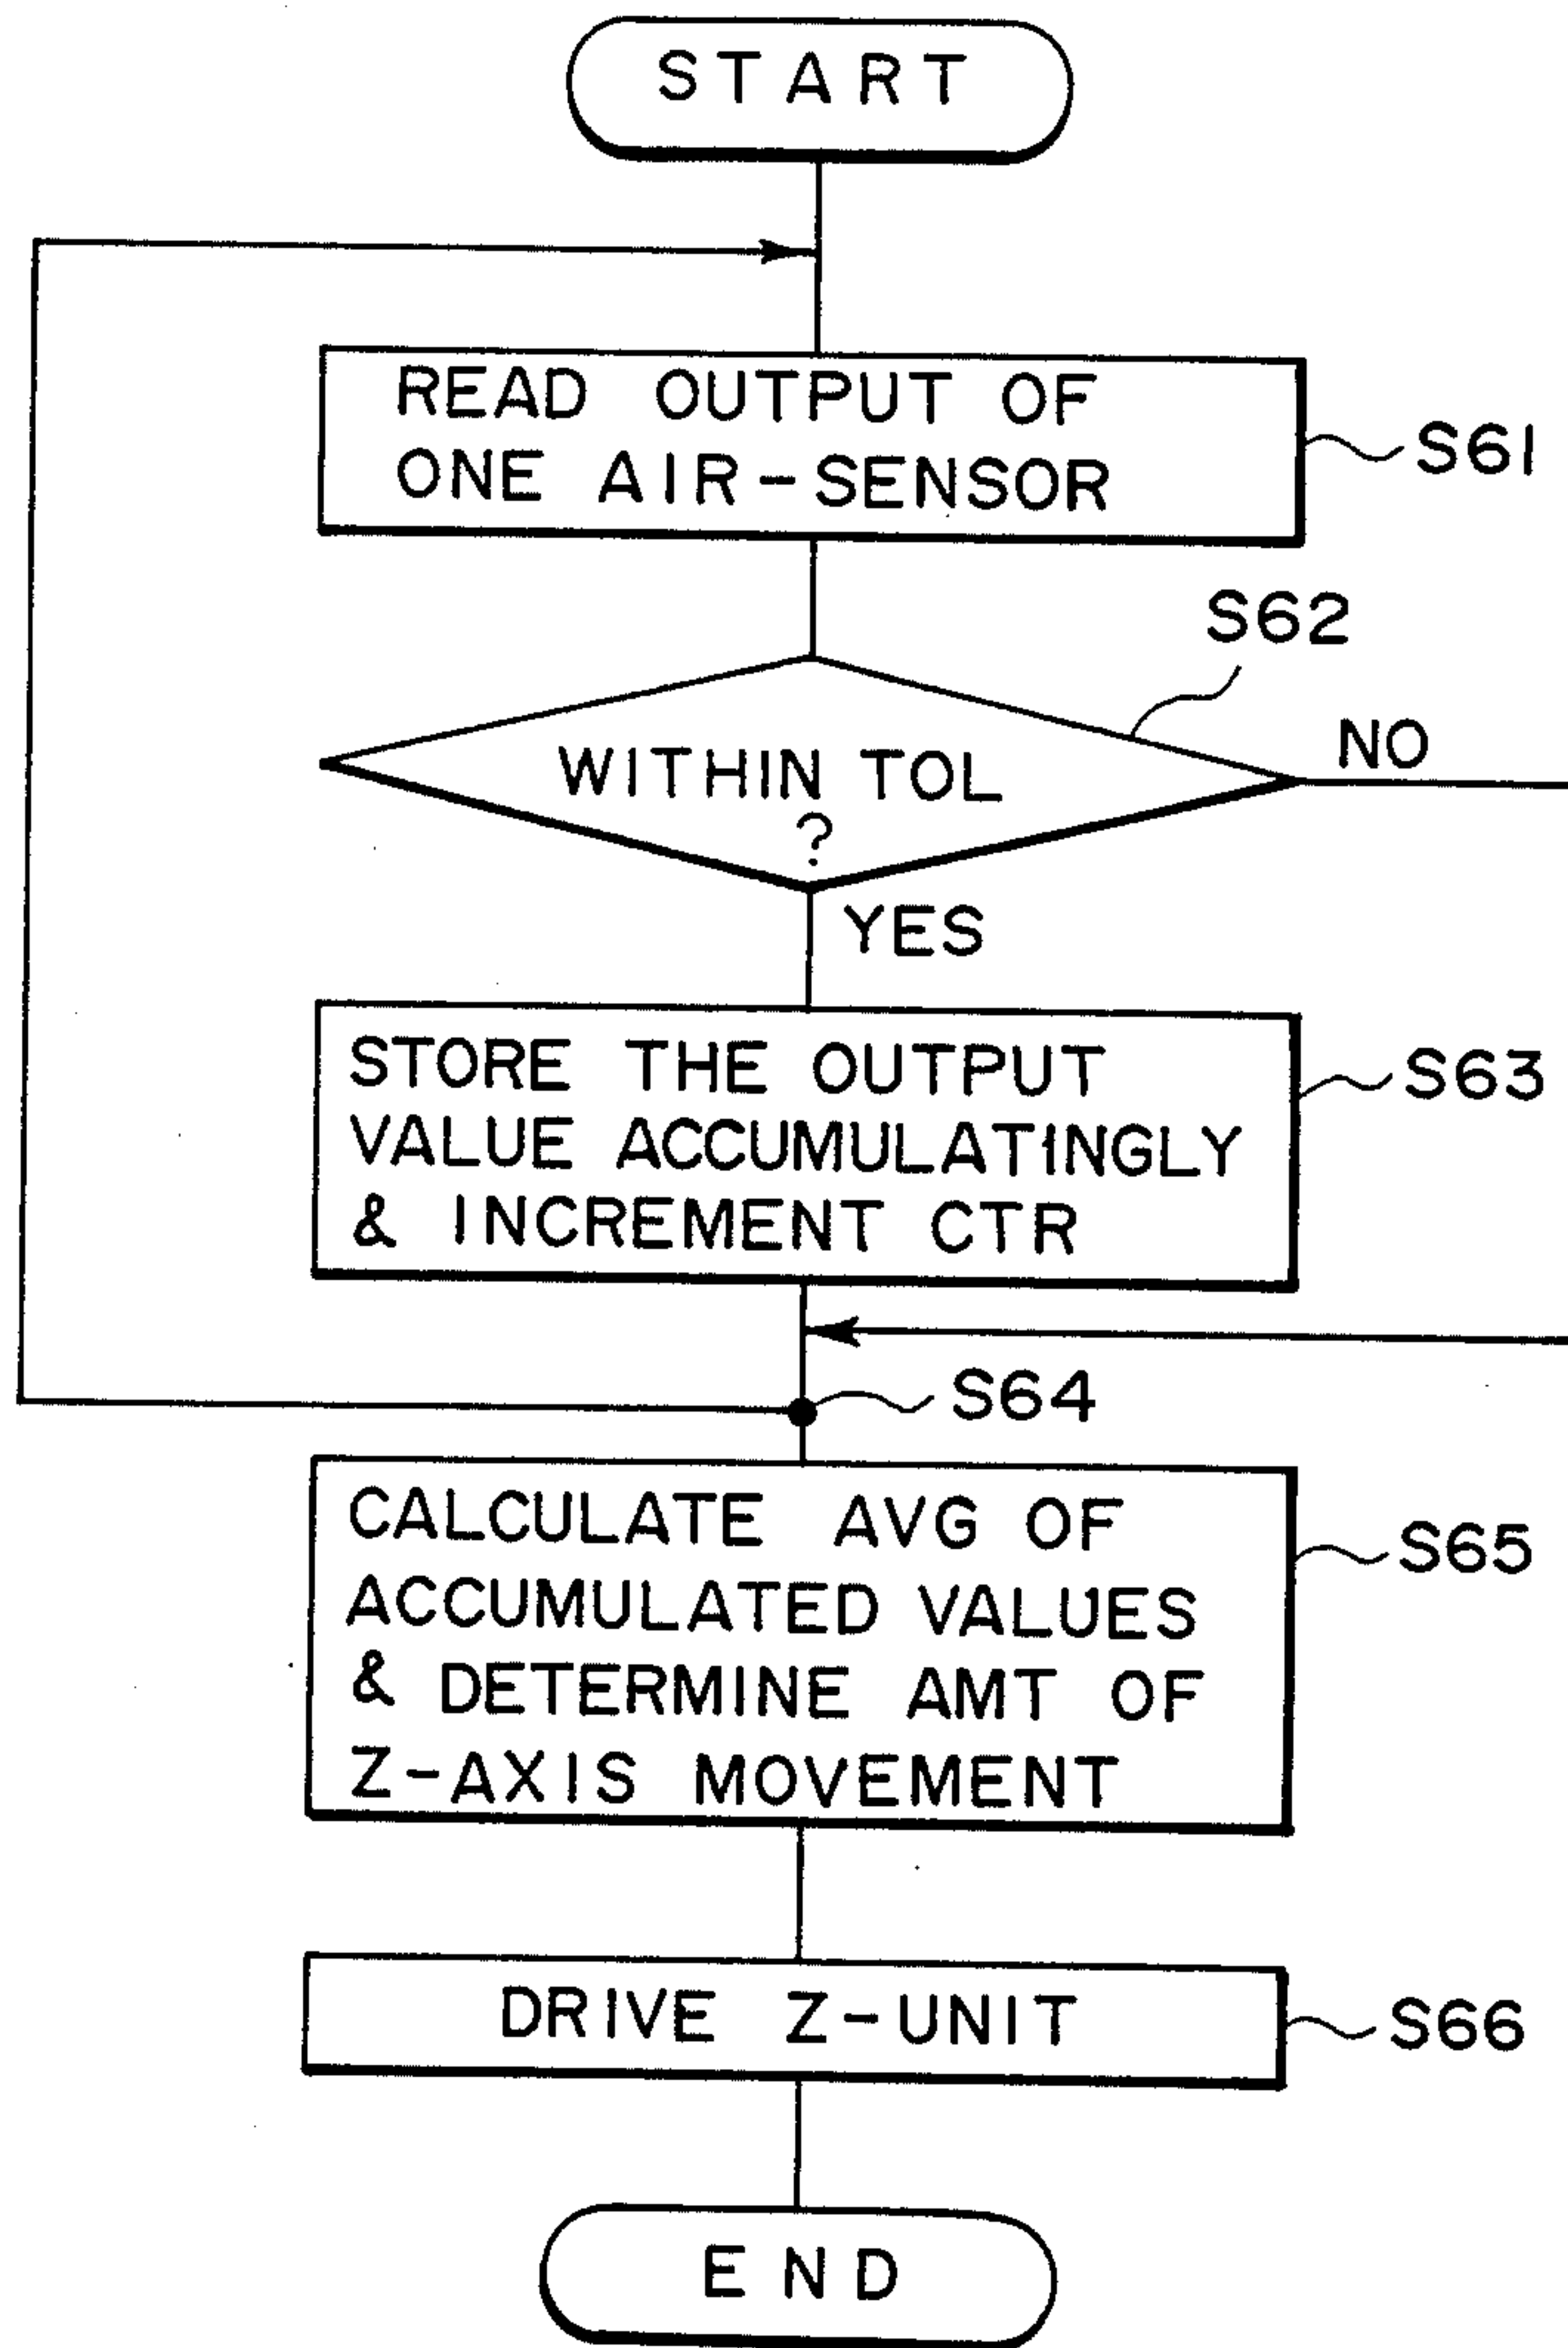 START
READ OUTPUT OF
ONE AIR-SENSOR
S61
S62
WITHIN TOL
?
NO
YES
STORE THE OUTPUT
VALUE ACCUMULATINGLY
& INCREMENT CTR
S63
S64
CALCULATE AVG OF
ACCUMULATED VALUES
& DETERMINE AMT OF
Z-AXIS MOVEMENT
S65
DRIVE Z-UNIT
S66
END